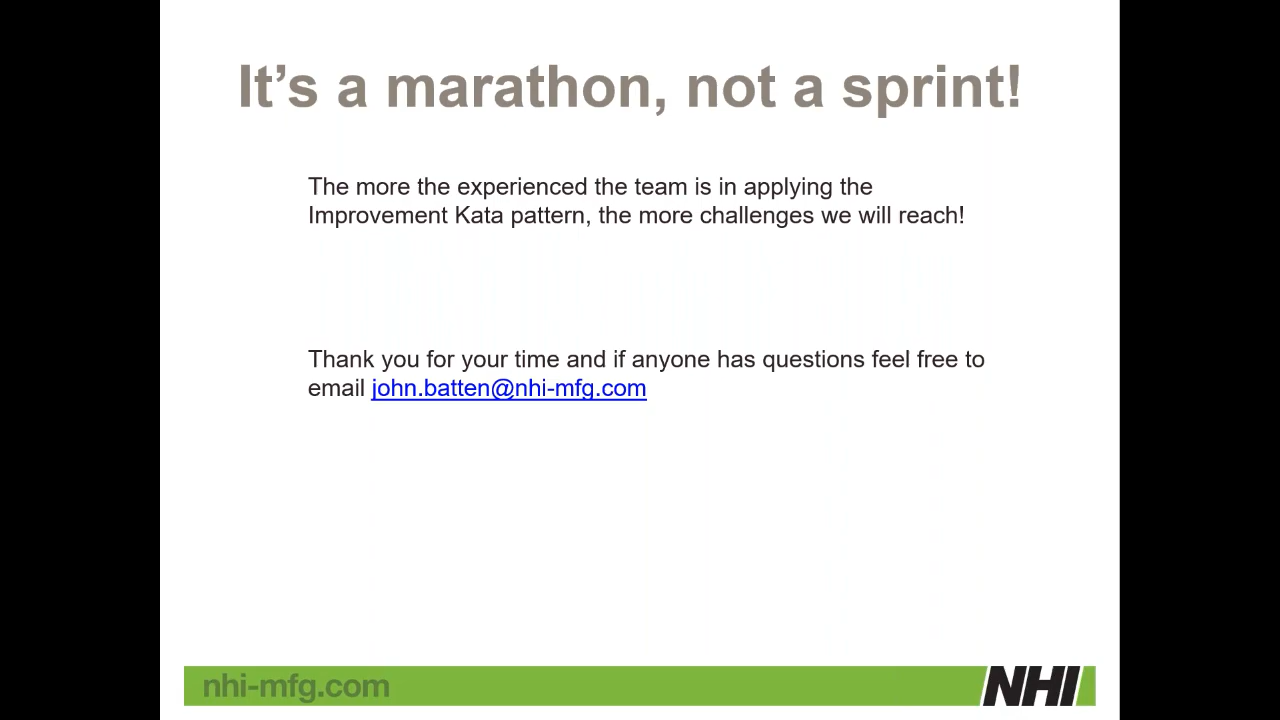 It’s a marathon, not a sprint!
The more the experienced the team is in applying the
Improvement Kata pattern, the more challenges we will reach!
Thank you for your time and if anyone has questions feel free to
email john.batten@nhi-mfg.com
nhi-mfg.com
NHI